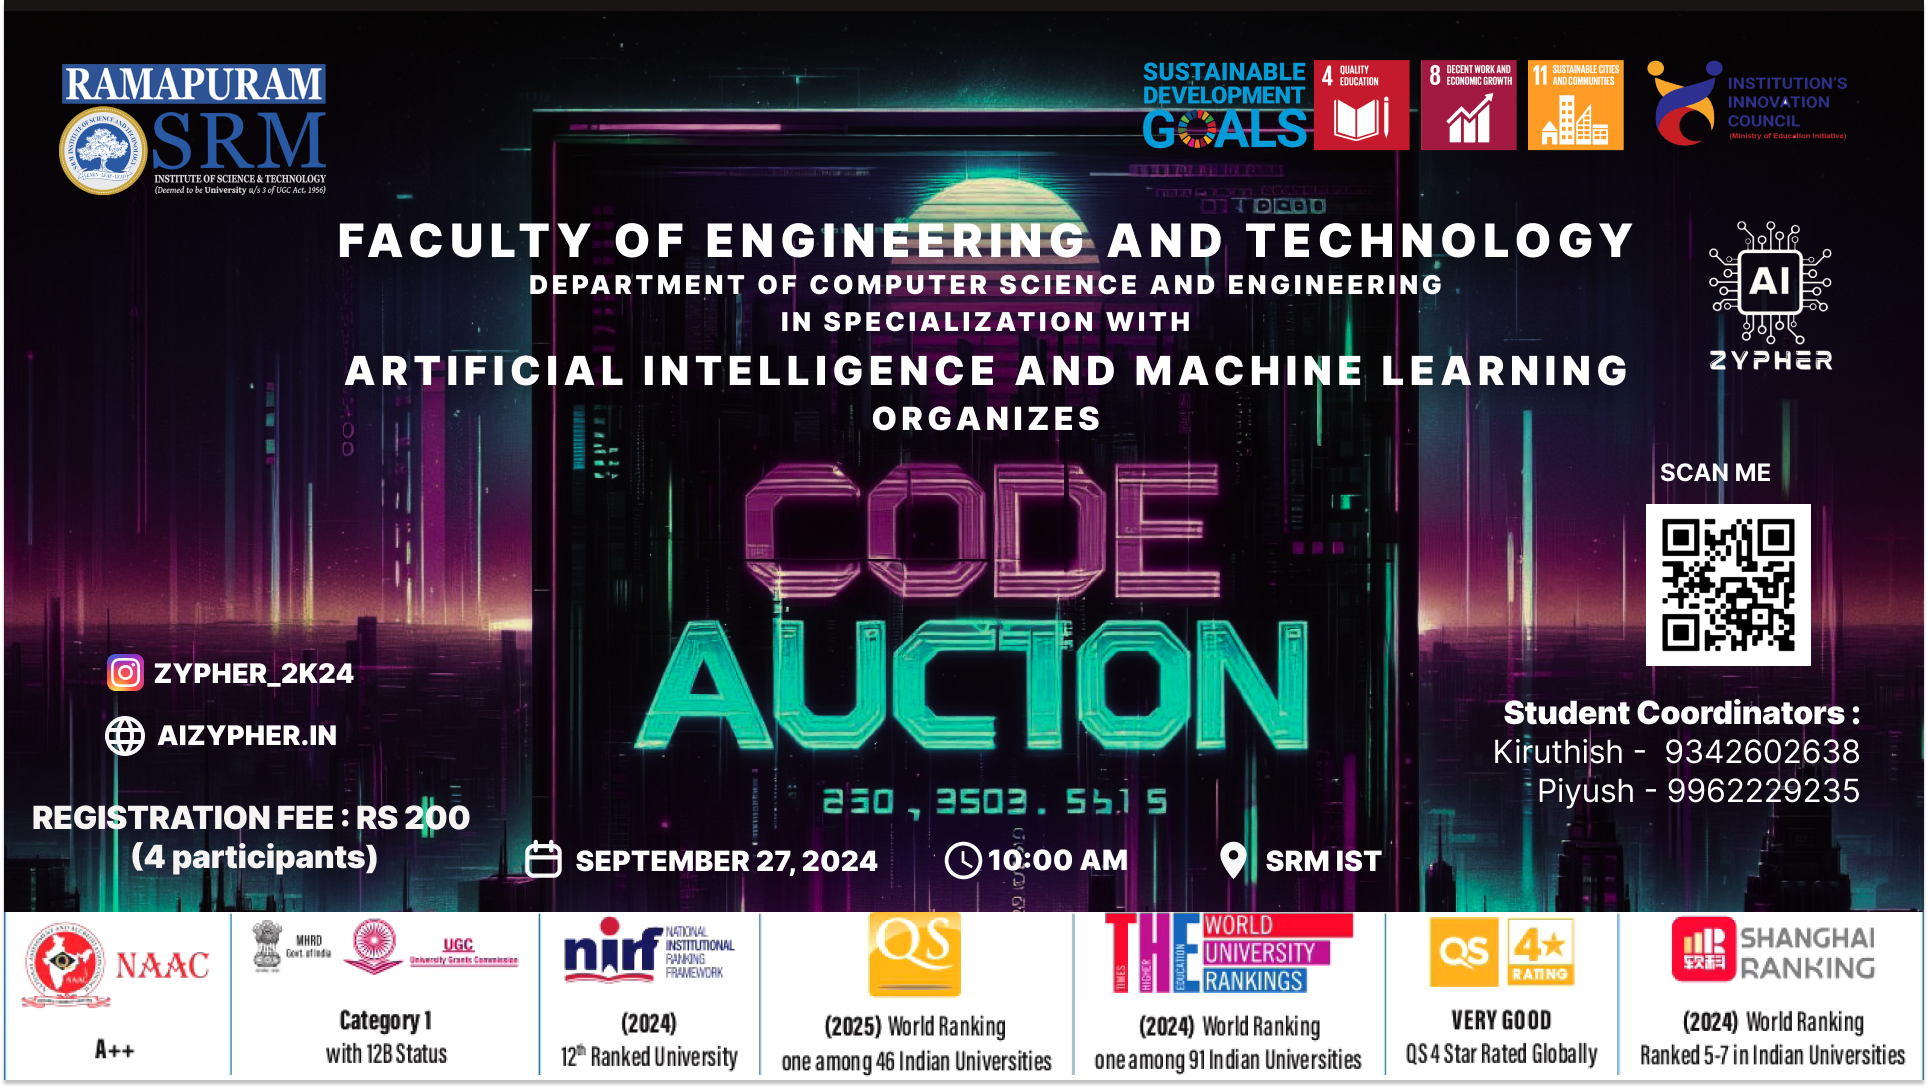 RAMAPURAM
SRM
INSTITUTE OF SCIENCE & TECHNOLOGY
(Deemed to be University u/s 3 of UGC Act, 1956)
SUSTAINABLE
DEVELOPMENT
GOALS
4 QUALITY
EDUCATION
8 DECENT WORK AND
ECONOMIC GROWTH
11 SUSTAINABLE CITIES
AND COMMUNITIES
INSTITUTION'S
INNOVATION
COUNCIL
(Ministry of Education Initiative)
FACULTY OF ENGINEERING AND TECHNOLOGY
DEPARTMENT OF COMPUTER SCIENCE AND ENGINEERING
IN SPECIALIZATION WITH
ARTIFICIAL INTELLIGENCE AND MACHINE LEARNING
ORGANIZES
AI
ZYPHER
CODE
AUCTION
SCAN ME
ZYPHER_2K24
AIZYPHER.IN
REGISTRATION FEE : RS 200
(4 participants)
Student Coordinators :
Kiruthish - 9342602638
Piyush - 9962229235
SEPTEMBER 27, 2024
10:00 AM
SRM IST
NAAC
A++
MHRD
Govt. of India
UGC
University Grants Commission
Category 1
with 12B Status
nirf
NATIONAL
INSTITUTIONAL
RANKING
FRAMEWORK
(2024)
12th Ranked University
QS
(2025) World Ranking
one among 46 Indian Universities
TIMES
HIGHER
EDUCATION
WORLD
UNIVERSITY
RANKINGS
(2024) World Ranking
one among 91 Indian Universities
QS
4★
RATING
VERY GOOD
QS 4 Star Rated Globally
软科
SHANGHAI
RANKING
(2024) World Ranking
Ranked 5-7 in Indian Universities